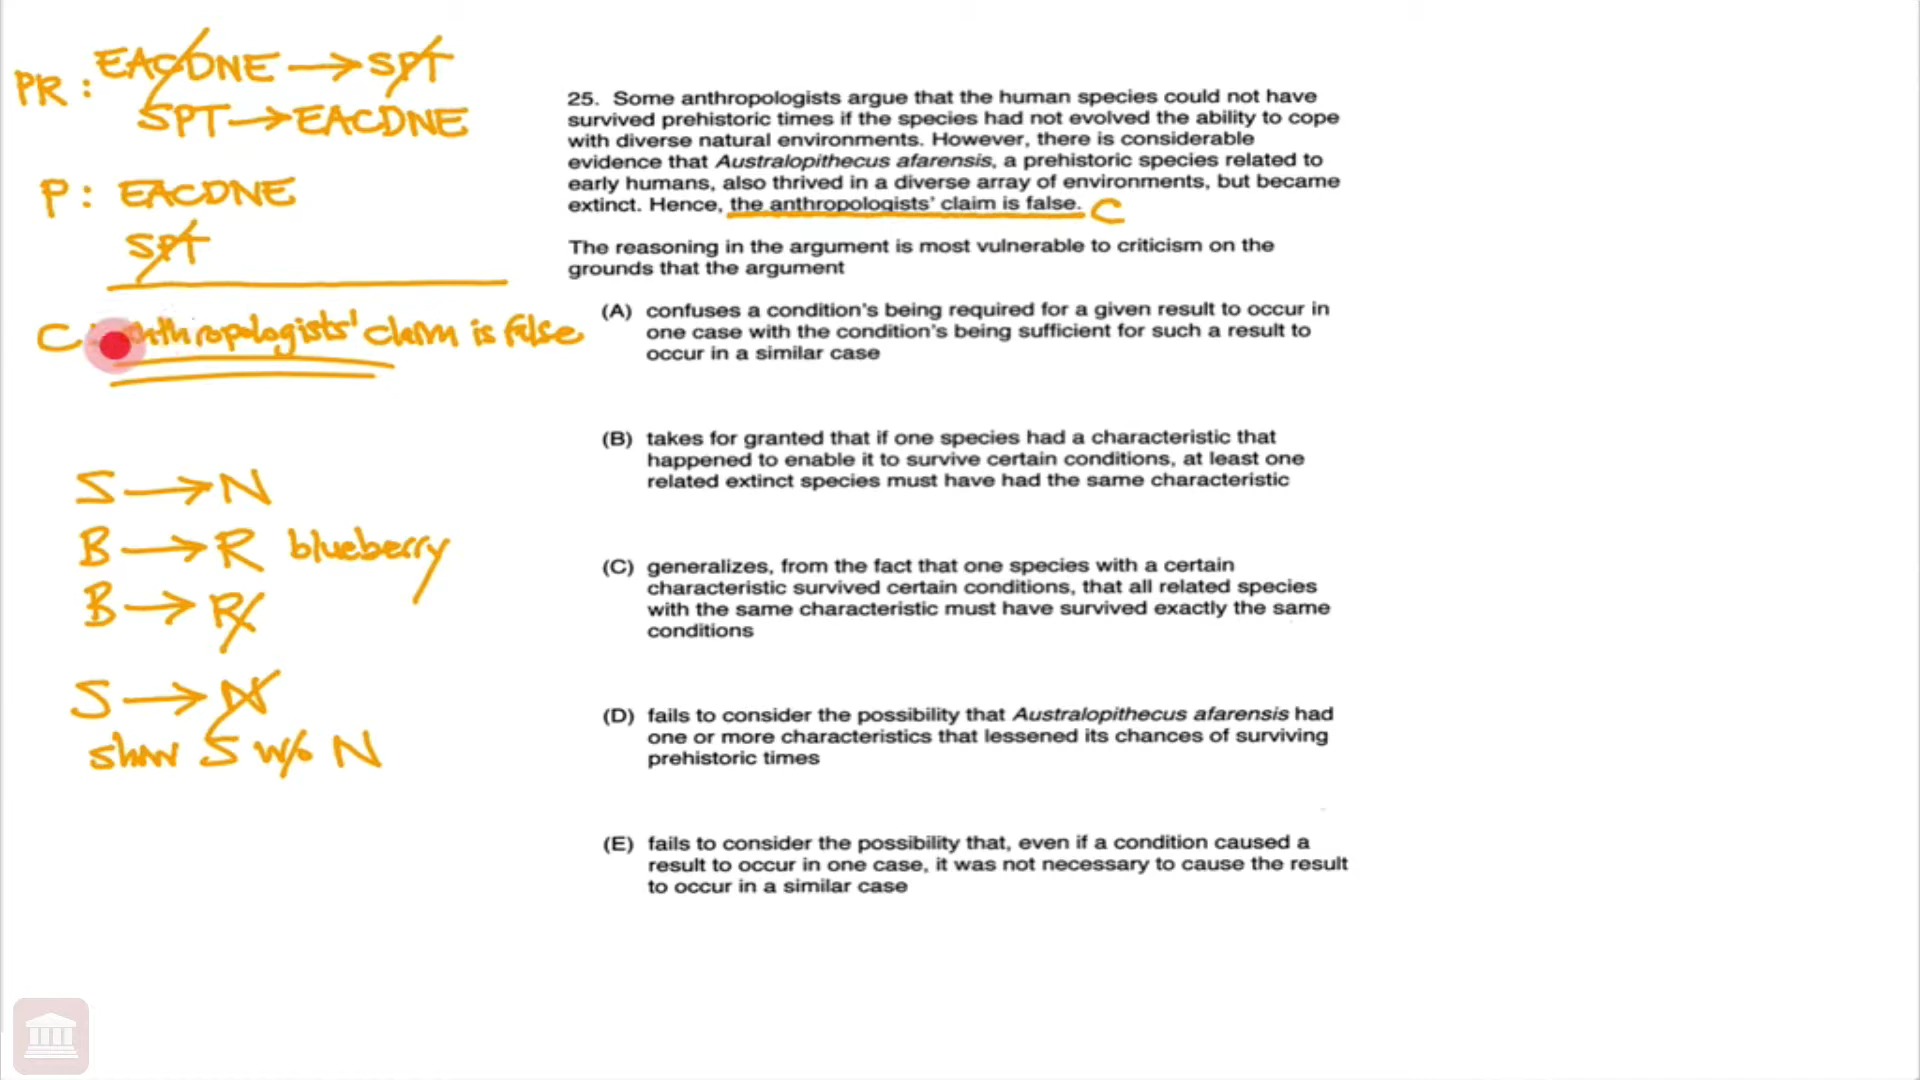 PR: EACDNE → SPT
SPT → EACDNE
P: EACDNE
SPT
C: anthropologists' claim is false
S → N
B → R blueberry
B → R
S → N
show S w/o N
25. Some anthropologists argue that the human species could not have
survived prehistoric times if the species had not evolved the ability to cope
with diverse natural environments. However, there is considerable
evidence that Australopithecus afarensis, a prehistoric species related to
early humans, also thrived in a diverse array of environments, but became
extinct. Hence, the anthropologists' claim is false. C
The reasoning in the argument is most vulnerable to criticism on the
grounds that the argument
(A) confuses a condition's being required for a given result to occur in
one case with the condition's being sufficient for such a result to
occur in a similar case
(B) takes for granted that if one species had a characteristic that
happened to enable it to survive certain conditions, at least one
related extinct species must have had the same characteristic
(C) generalizes, from the fact that one species with a certain
characteristic survived certain conditions, that all related species
with the same characteristic must have survived exactly the same
conditions
(D) fails to consider the possibility that Australopithecus afarensis had
one or more characteristics that lessened its chances of surviving
prehistoric times
(E) fails to consider the possibility that, even if a condition caused a
result to occur in one case, it was not necessary to cause the result
to occur in a similar case